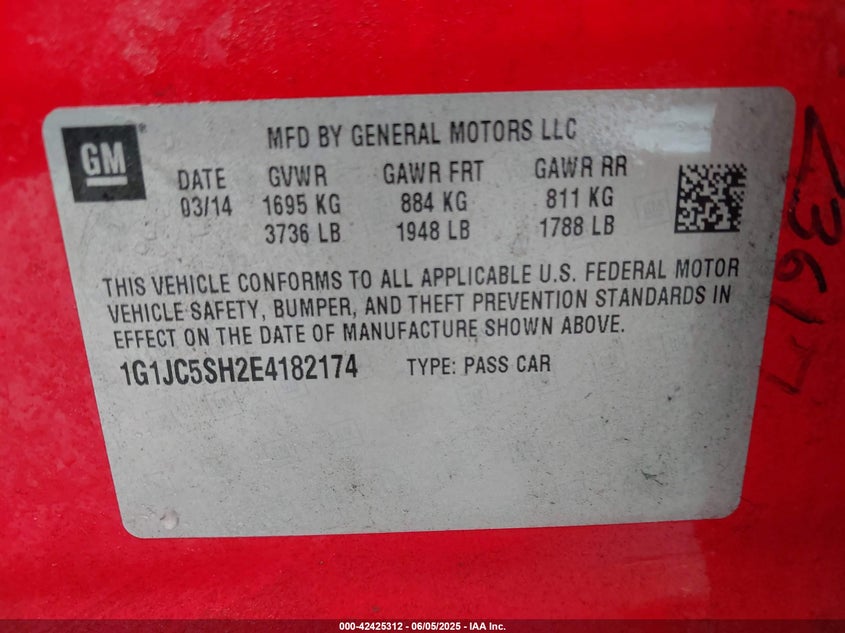 GM
MFD BY GENERAL MOTORS LLC
DATE GVWR GAWR FRT GAWR RR
03/14 1695 KG 884 KG 811 KG
3736 LB 1948 LB 1788 LB
THIS VEHICLE CONFORMS TO ALL APPLICABLE U.S. FEDERAL MOTOR
VEHICLE SAFETY, BUMPER, AND THEFT PREVENTION STANDARDS IN
EFFECT ON THE DATE OF MANUFACTURE SHOWN ABOVE.
1G1JC5SH2E4182174 TYPE: PASS CAR
000-42425312 - 06/05/2025 - IAA Inc.